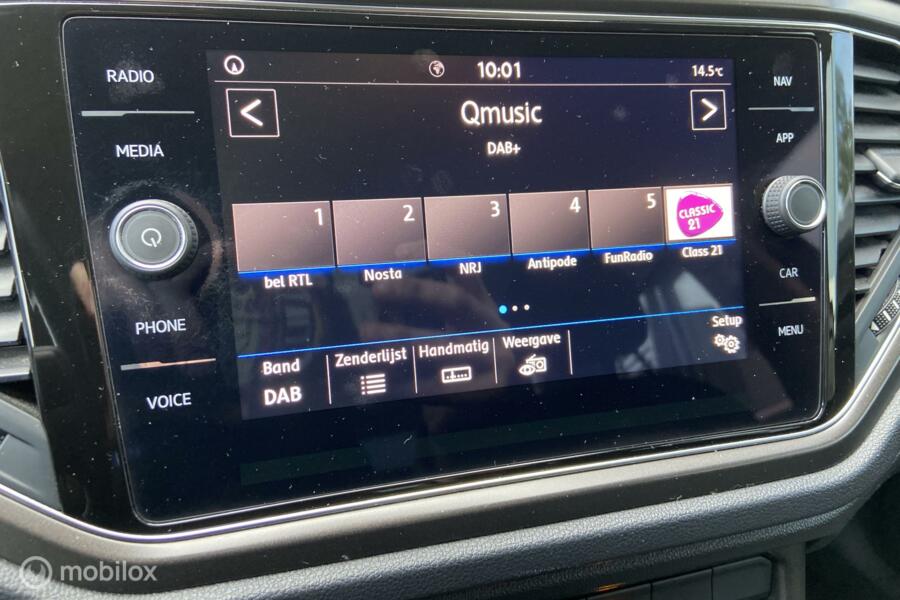 RADIO
MEDIA
PHONE
VOICE
10:01
14.5°C
<
Qmusic
>
DAB+
1
2
3
4
5
CLASSIC
21
bel RTL
Nosta
NRJ
Antipode
FunRadio
Class 21
Band
DAB
Zenderlijst
Handmatig
Weergave
Setup
NAV
APP
CAR
MENU
mobilox